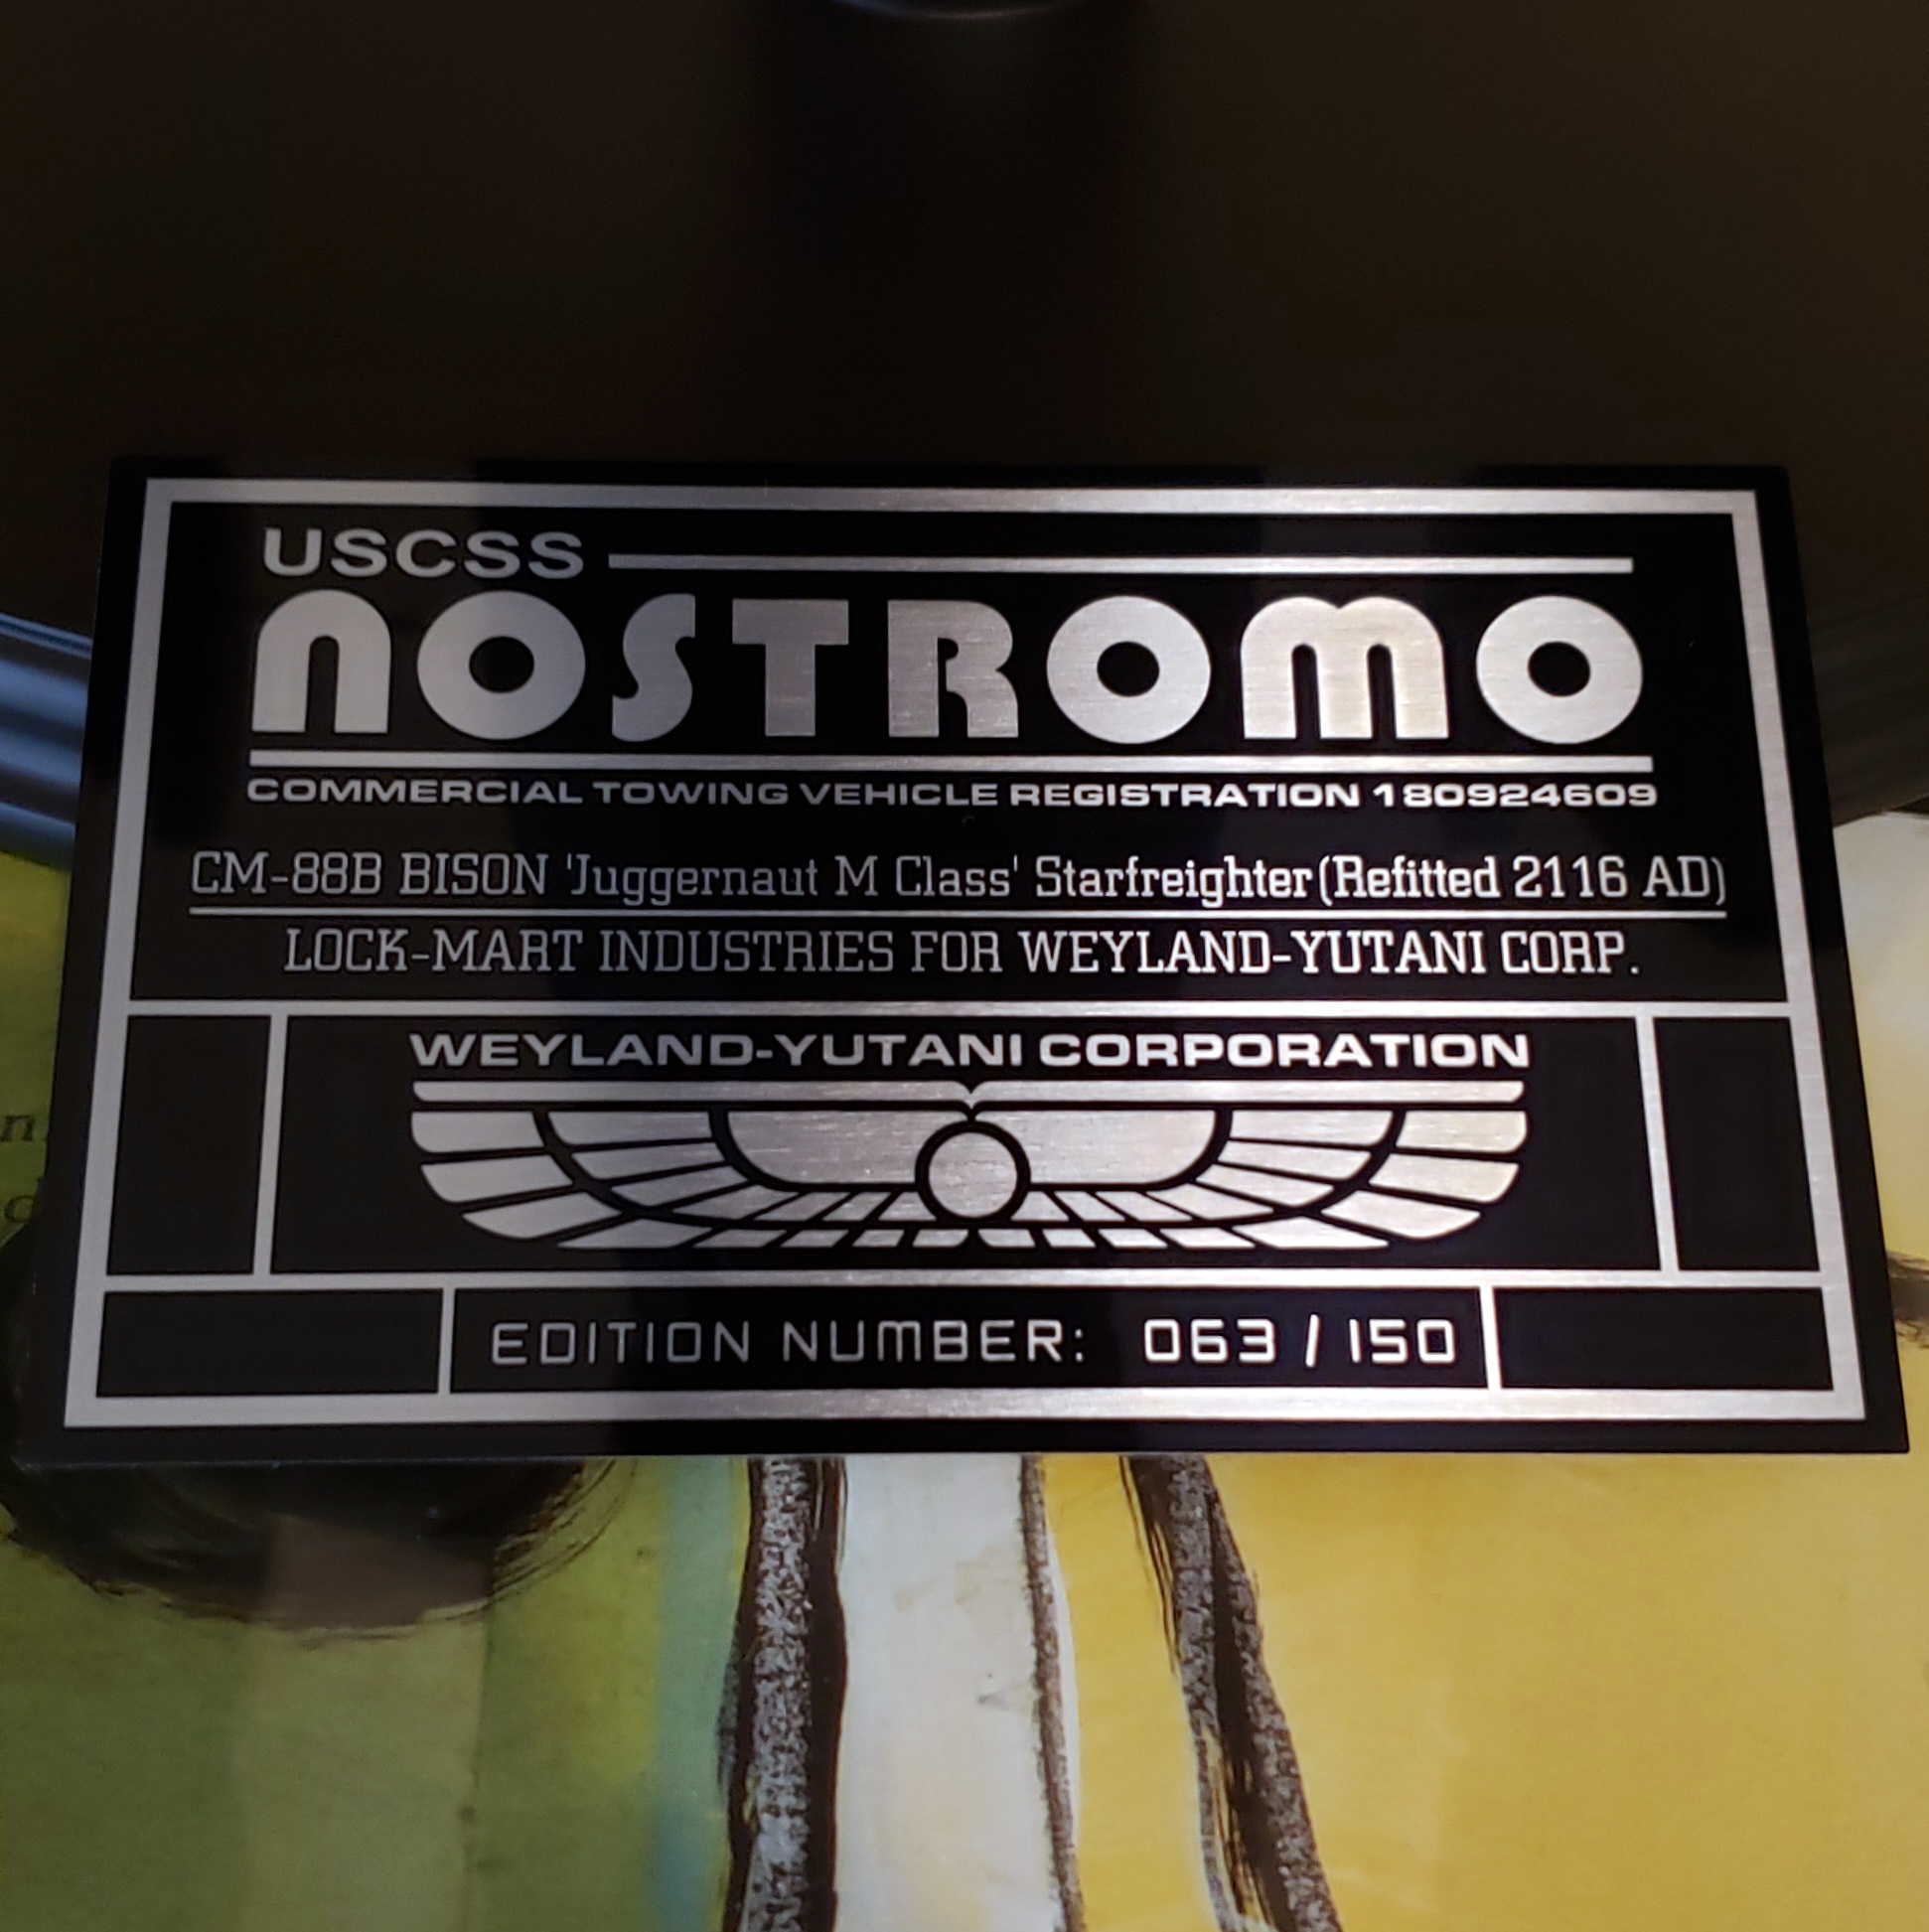 USCSS
NOSTROMO
COMMERCIAL TOWING VEHICLE REGISTRATION 180924609
CM-88B BISON 'Juggernaut M Class' Starfreighter (Refitted 2116 AD)
LOCK-MART INDUSTRIES FOR WEYLAND-YUTANI CORP.
WEYLAND-YUTANI CORPORATION
EDITION NUMBER: 063 / 150